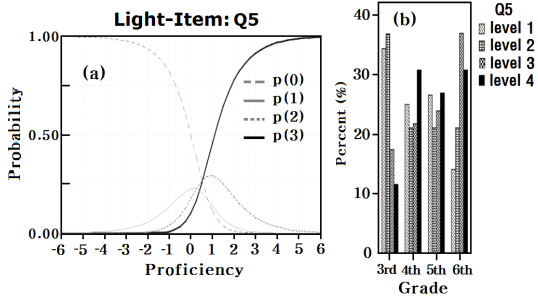 Light-Item: Q5
(a)
p(0)
p(1)
p(2)
p(3)
Probability
1.00
0.50
0.00
-6 -5 -4 -3 -2 -1 0 1 2 3 4 5 6
Proficiency
(b)
Q5
level 1
level 2
level 3
level 4
Percent (%)
40
30
20
10
0
3rd 4th 5th 6th
Grade